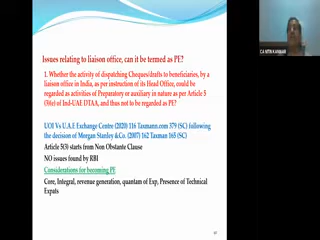 Issues relating to liaison office, can it be termed as PE?
1. Whether the activity of dispatching Cheques/drafts to beneficiaries, by a
liaison office in India, as per instruction of its Head Office, could be
regarded as activities of Preparatory or auxiliary in nature as per Article 5
(3)(e) of Ind-UAE DTAA, and thus not to be regarded as PE?
UOI Vs U.A.E Exchange Centre (2020) 116 Taxmann.com 379 (SC) following
the decision of Morgan Stanley &Co. (2007) 162 Taxman 165 (SC)
Article 5(3) starts from Non Obstante Clause
NO issues found by RBI
Considerations for becoming PE
Core, Integral, revenue generation, quantam of Exp, Presence of Technical
Expats
CA NITIN KANWAR